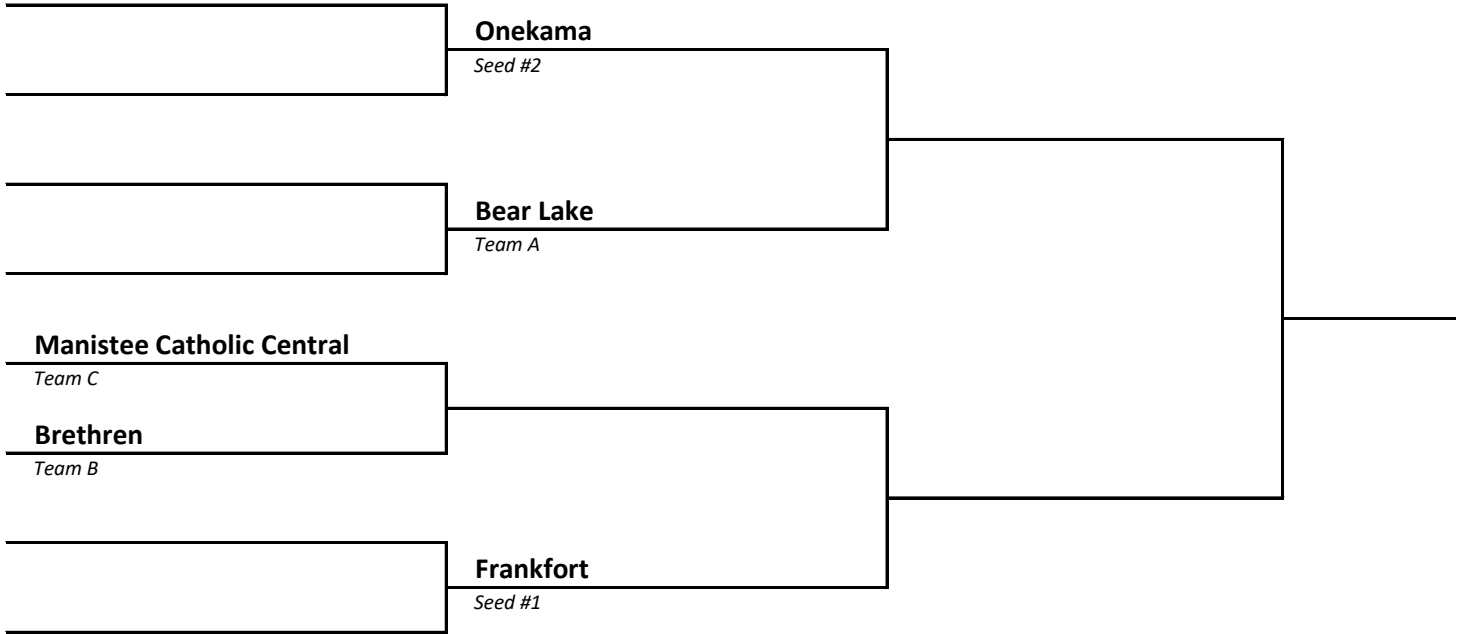 Onekama
Seed #2
Bear Lake
Team A
Manistee Catholic Central
Team C
Brethren
Team B
Frankfort
Seed #1